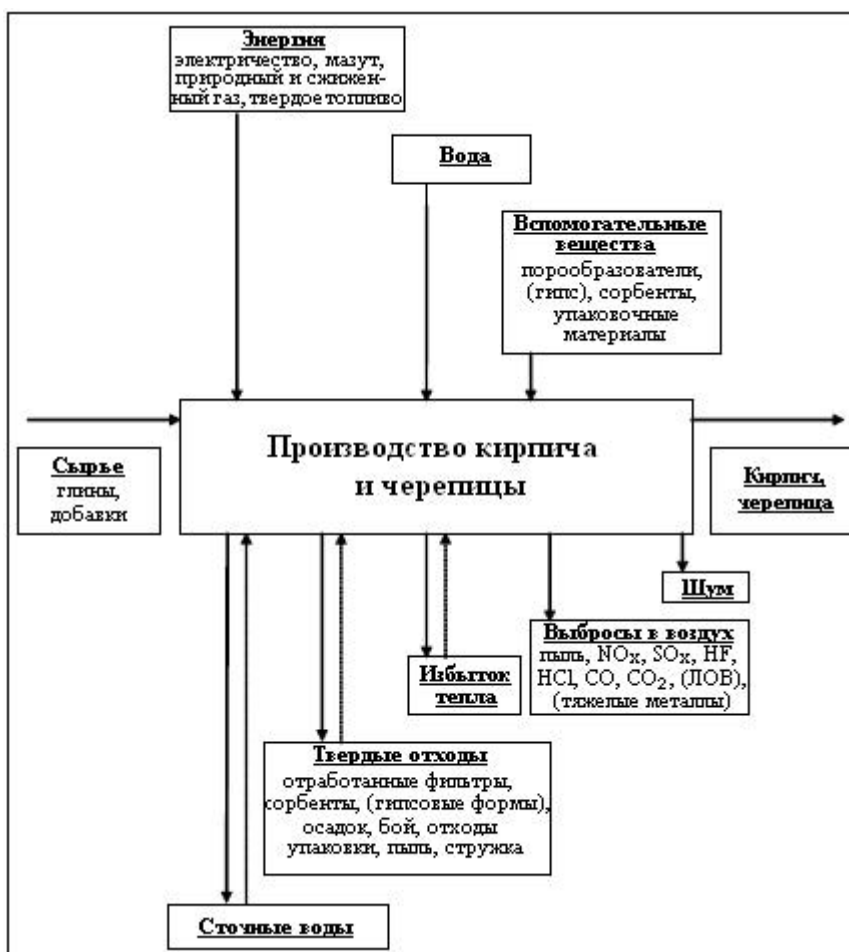 Энергия
электричество, мазут,
природный и сжижен-
ный газ, твердое топливо
Вода
Вспомогательные
вещества
порообразователи,
(гипс), сорбенты,
упаковочные
материалы
Производство кирпича
и черепицы
Сырье
глины,
добавки
Кирпич,
черепица
Шум
Выбросы в воздух
пыль, NOx, SOx, HF,
HCl, CO, CO2, (ЛОВ),
(тяжелые металлы)
Избыток
тепла
Твердые отходы
отработанные фильтры,
сорбенты, (гипсовые формы),
осадок, бой, отходы
упаковки, пыль, стружка
Сточные воды